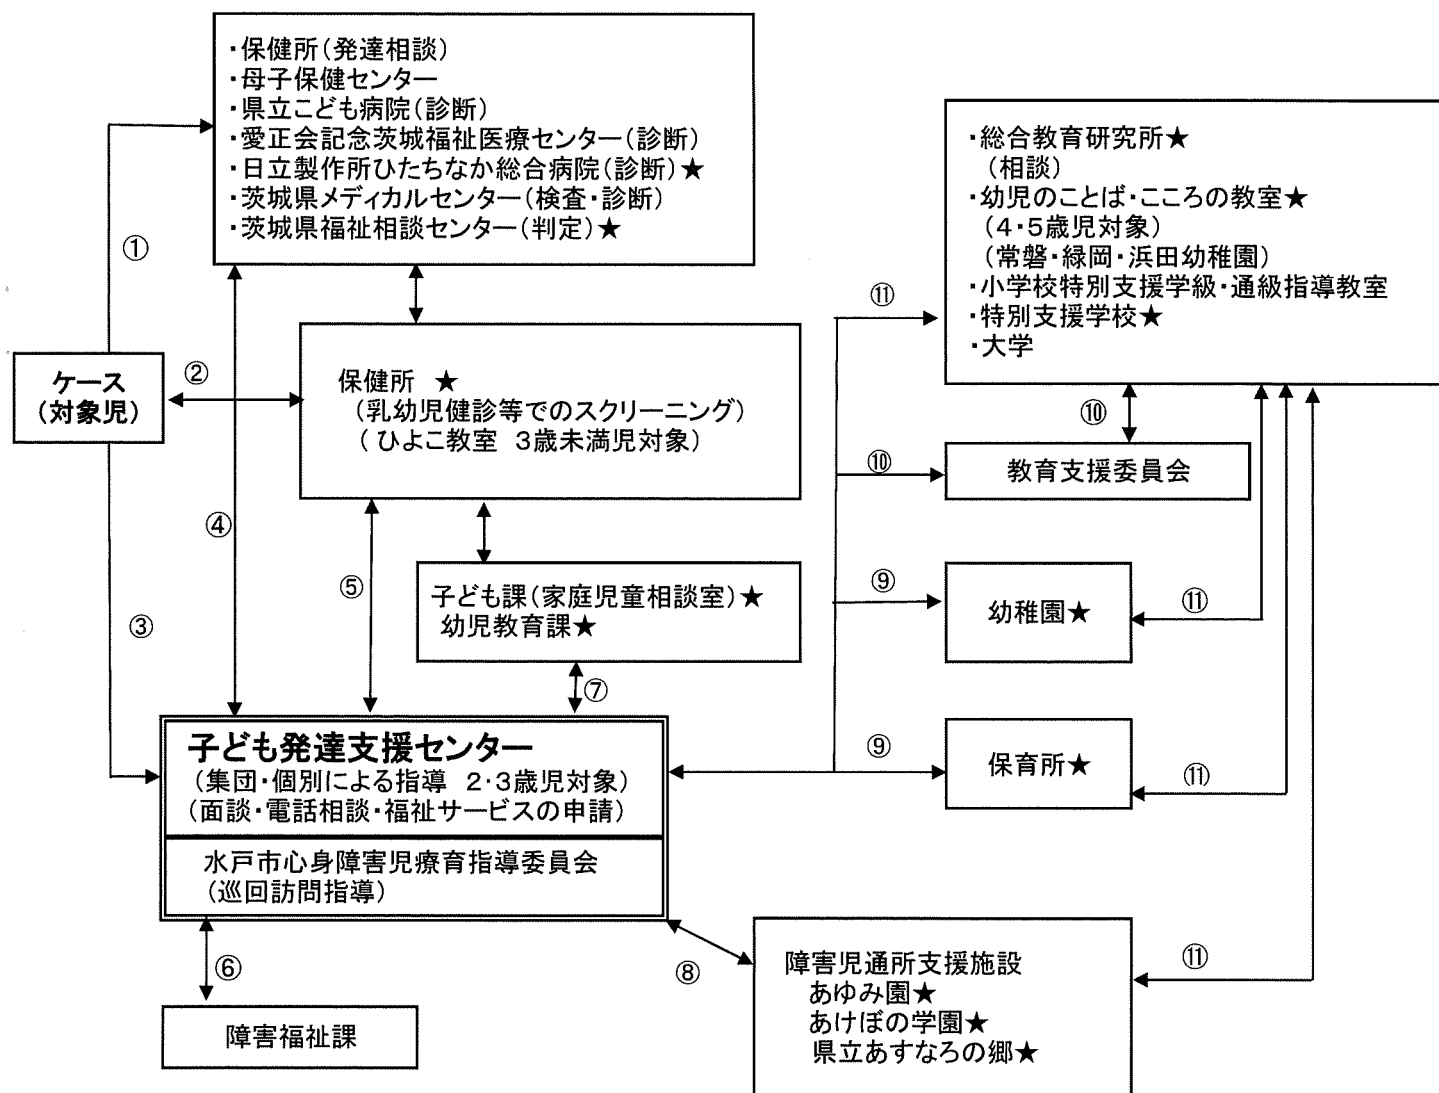 ・保健所(発達相談)
・母子保健センター
・県立こども病院(診断)
・愛正会記念茨城福祉医療センター(診断)
・日立製作所ひたちなか総合病院(診断)★
・茨城県メディカルセンター(検査・診断)
・茨城県福祉相談センター(判定)★
①
ケース
(対象児)
②
保健所 ★
(乳幼児健診等でのスクリーニング)
(ひよこ教室 3歳未満児対象)
③
④
⑤
子ども課(家庭児童相談室)★
幼児教育課★
⑦
子ども発達支援センター
(集団・個別による指導 2・3歳児対象)
(面談・電話相談・福祉サービスの申請)
水戸市心身障害児療育指導委員会
(巡回訪問指導)
⑥
障害福祉課
⑧
障害児通所支援施設
あゆみ園★
あけぼの学園★
県立あすなろの郷★
⑪
・総合教育研究所★
(相談)
・幼児のことば・こころの教室★
(4・5歳児対象)
(常磐・緑岡・浜田幼稚園)
・小学校特別支援学級・通級指導教室
・特別支援学校★
・大学
⑩
⑩
教育支援委員会
⑨
幼稚園★
⑪
⑨
保育所★
⑪
⑪